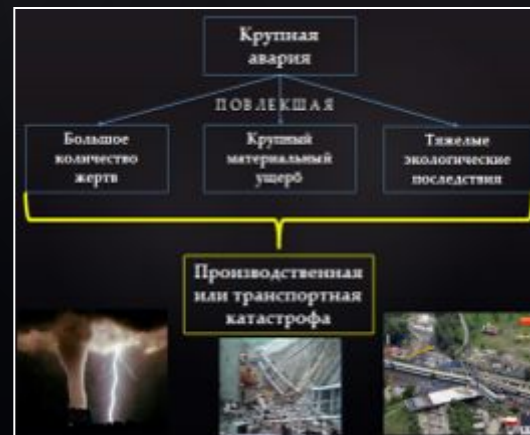 Крупная
авария
ПОВЛЕКШАЯ
Большое
количество
жертв
Крупный
материальный
ущерб
Тяжелые
экологические
последствия
Производственная
или транспортная
катастрофа